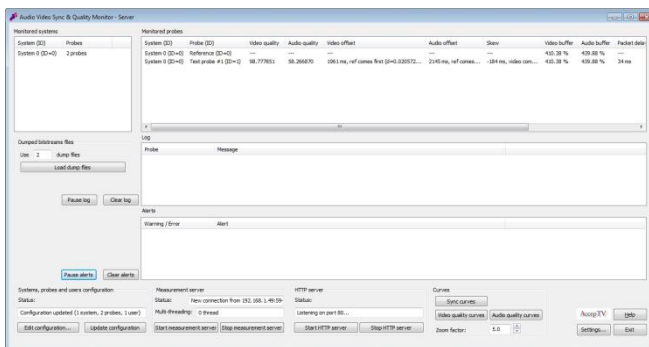 Audio Video Sync & Quality Monitor - Server
Monitored systems
System (ID) Probes
System 0 (ID=0) 2 probes
Monitored probes
System (ID) Probe (ID) Video quality Audio quality Video offset Audio offset Skew Video buffer Audio buffer Packet dela
System 0 (ID=0) Reference (ID=0) --- --- --- --- --- 410.38 % 439.88 % ---
System 0 (ID=0) Test probe #1 (ID=1) 58.777851 58.266870 1961 ms, ref comes first (d=0.020572... 2145 ms, ref comes... -184 ms, video com... 410.38 % 439.88 % 34 ms
Dumped bitstreams files
Use 2 dump files
Load dump files
Pause log Clear log
Log
Probe Message
Alerts
Warning / Error Alert
Pause alerts Clear alerts
Systems, probes and users configuration
Status:
Configuration updated (1 system, 2 probes, 1 user)
Edit configuration... Update configuration
Measurement server
Status: New connection from 192.168.1.49:59
Multi-threading: 0 thread
Start measurement server Stop measurement server
HTTP server
Status:
Listening on port 80...
Start HTTP server Stop HTTP server
Curves
Sync curves
Video quality curves Audio quality curves
Zoom factor: 5.0
AccepTV Help
Settings... Exit